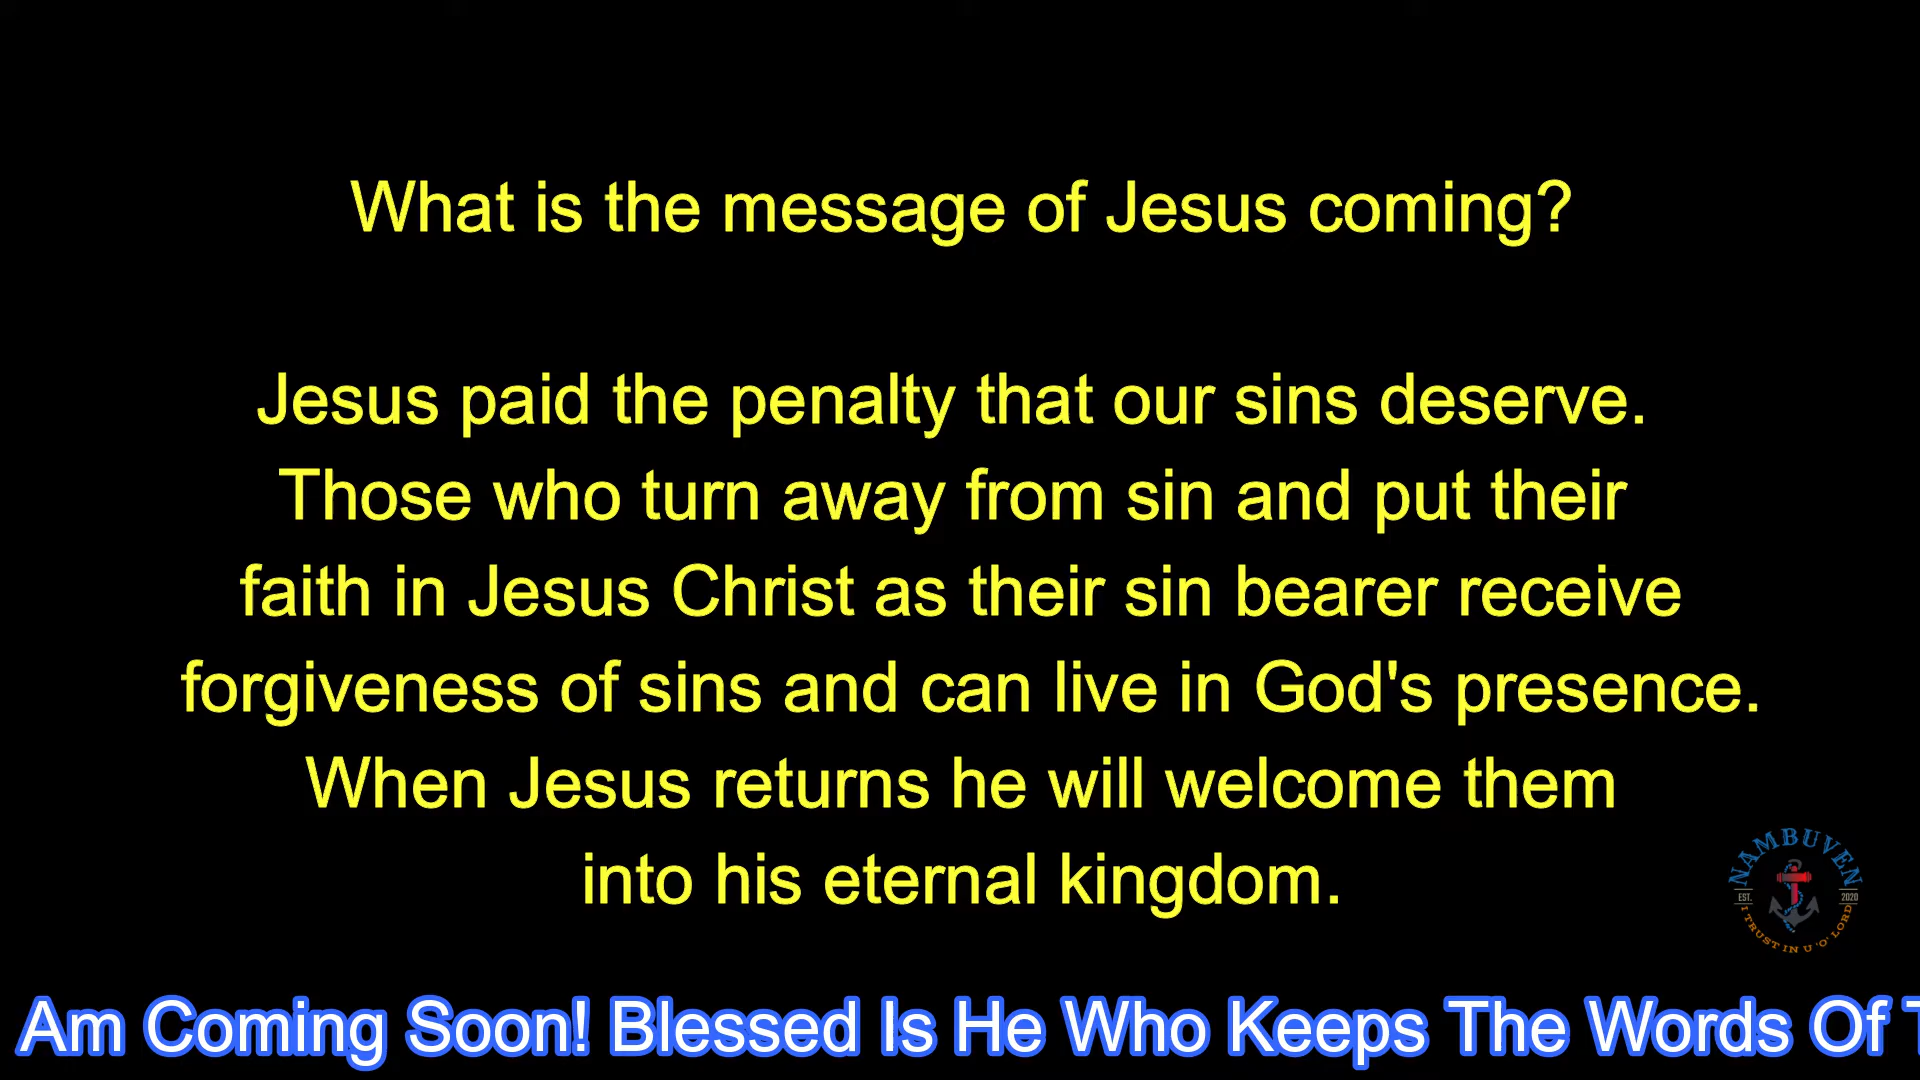 What is the message of Jesus coming?
Jesus paid the penalty that our sins deserve.
Those who turn away from sin and put their
faith in Jesus Christ as their sin bearer receive
forgiveness of sins and can live in God's presence.
When Jesus returns he will welcome them
into his eternal kingdom.
NAMBUVEN
EST. 2020
I TRUST IN U 'O' LORD
Am Coming Soon! Blessed Is He Who Keeps The Words Of